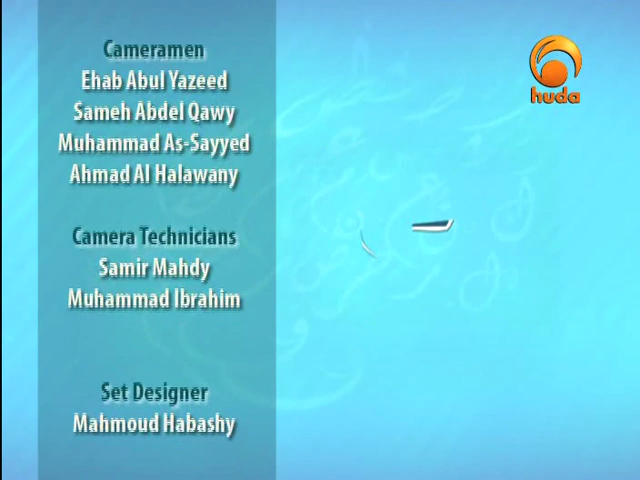 Cameramen
Ehab Abul Yazeed
Sameh Abdel Qawy
Muhammad As-Sayyed
Ahmad Al Halawany
Camera Technicians
Samir Mahdy
Muhammad Ibrahim
Set Designer
Mahmoud Habashy
huda